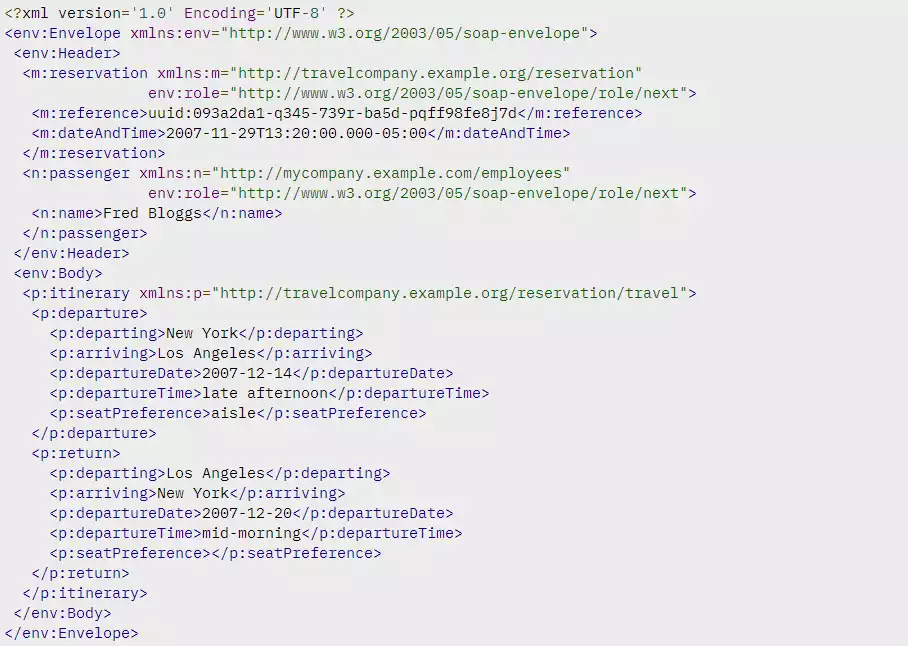 <?xml version='1.0' Encoding='UTF-8' ?>
<env:Envelope xmlns:env="http://www.w3.org/2003/05/soap-envelope">
 <env:Header>
  <m:reservation xmlns:m="http://travelcompany.example.org/reservation"
                env:role="http://www.w3.org/2003/05/soap-envelope/role/next">
   <m:reference>uuid:093a2da1-q345-739r-ba5d-pqff98fe8j7d</m:reference>
   <m:dateAndTime>2007-11-29T13:20:00.000-05:00</m:dateAndTime>
  </m:reservation>
  <n:passenger xmlns:n="http://mycompany.example.com/employees"
                env:role="http://www.w3.org/2003/05/soap-envelope/role/next">
   <n:name>Fred Bloggs</n:name>
  </n:passenger>
 </env:Header>
 <env:Body>
  <p:itinerary xmlns:p="http://travelcompany.example.org/reservation/travel">
   <p:departure>
     <p:departing>New York</p:departing>
     <p:arriving>Los Angeles</p:arriving>
     <p:departureDate>2007-12-14</p:departureDate>
     <p:departureTime>late afternoon</p:departureTime>
     <p:seatPreference>aisle</p:seatPreference>
   </p:departure>
   <p:return>
     <p:departing>Los Angeles</p:departing>
     <p:arriving>New York</p:arriving>
     <p:departureDate>2007-12-20</p:departureDate>
     <p:departureTime>mid-morning</p:departureTime>
     <p:seatPreference></p:seatPreference>
   </p:return>
  </p:itinerary>
 </env:Body>
</env:Envelope>